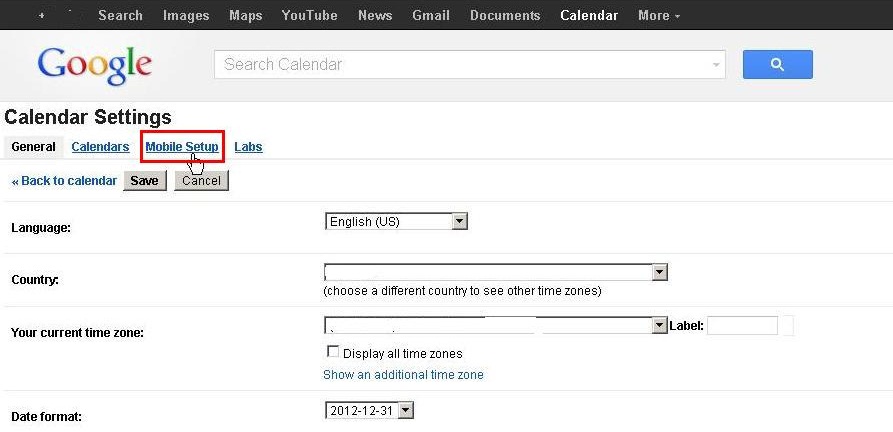 Search Images Maps YouTube News Gmail Documents Calendar More
Google
Search Calendar
Calendar Settings
General Calendars Mobile Setup Labs
« Back to calendar Save Cancel
Language: English (US)
Country:
(choose a different country to see other time zones)
Your current time zone: Label:
Display all time zones
Show an additional time zone
Date format: 2012-12-31